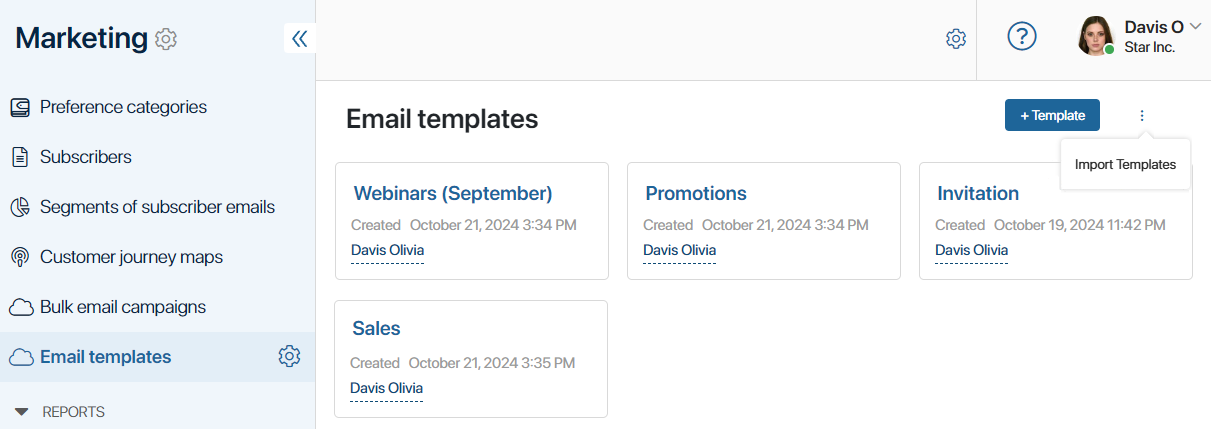 Marketing
Preference categories
Subscribers
Segments of subscriber emails
Customer journey maps
Bulk email campaigns
Email templates
REPORTS
?
Davis O
Star Inc.
Email templates
+ Template
Import Templates
Webinars (September)
Created October 21, 2024 3:34 PM
Davis Olivia
Promotions
Created October 21, 2024 3:34 PM
Davis Olivia
Invitation
Created October 19, 2024 11:42 PM
Davis Olivia
Sales
Created October 21, 2024 3:35 PM
Davis Olivia